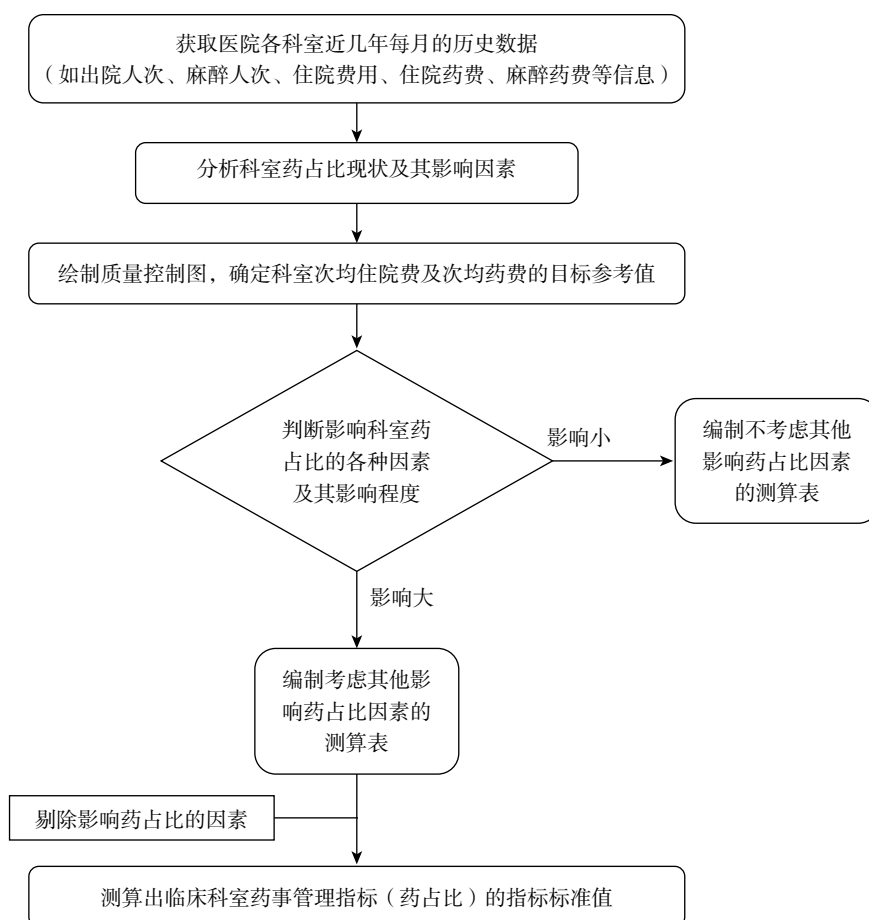 获取医院各科室近几年每月的历史数据
（如出院人次、麻醉人次、住院费用、住院药费、麻醉药费等信息）
分析科室药占比现状及其影响因素
绘制质量控制图，确定科室次均住院费及次均药费的目标参考值
判断影响科室药
占比的各种因素
及其影响程度
影响小
编制不考虑其他
影响药占比因素
的测算表
影响大
编制考虑其他影
响药占比因素的
测算表
剔除影响药占比的因素
测算出临床科室药事管理指标（药占比）的指标标准值